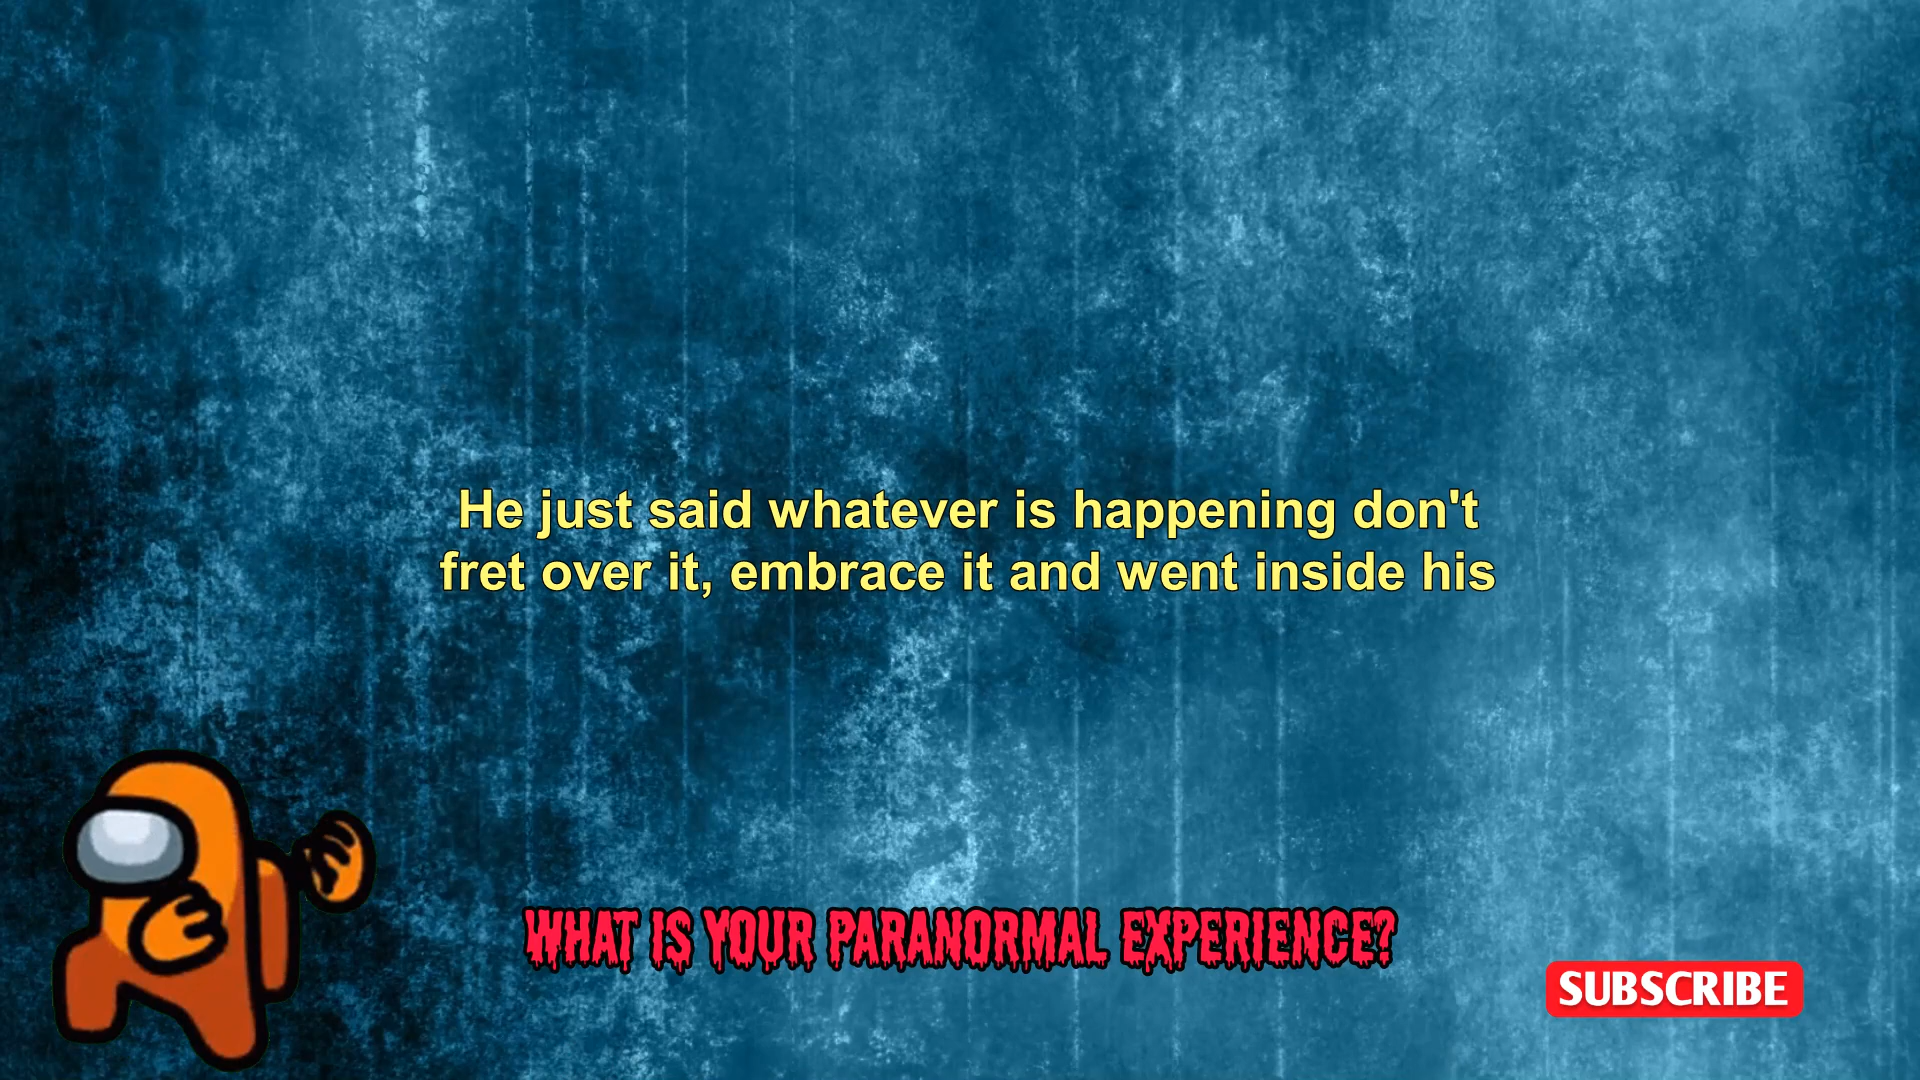 He just said whatever is happening don't
fret over it, embrace it and went inside his
WHAT IS YOUR PARANORMAL EXPERIENCE?
SUBSCRIBE